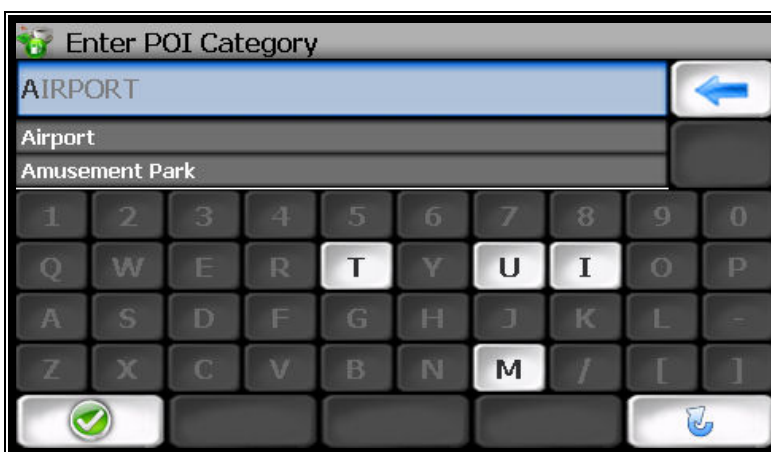 Enter POI Category
AIRPORT
Airport
Amusement Park
1 2 3 4 5 6 7 8 9 0
Q W E R T Y U I O P
A S D F G H J K L -
Z X C V B N M / [ ]